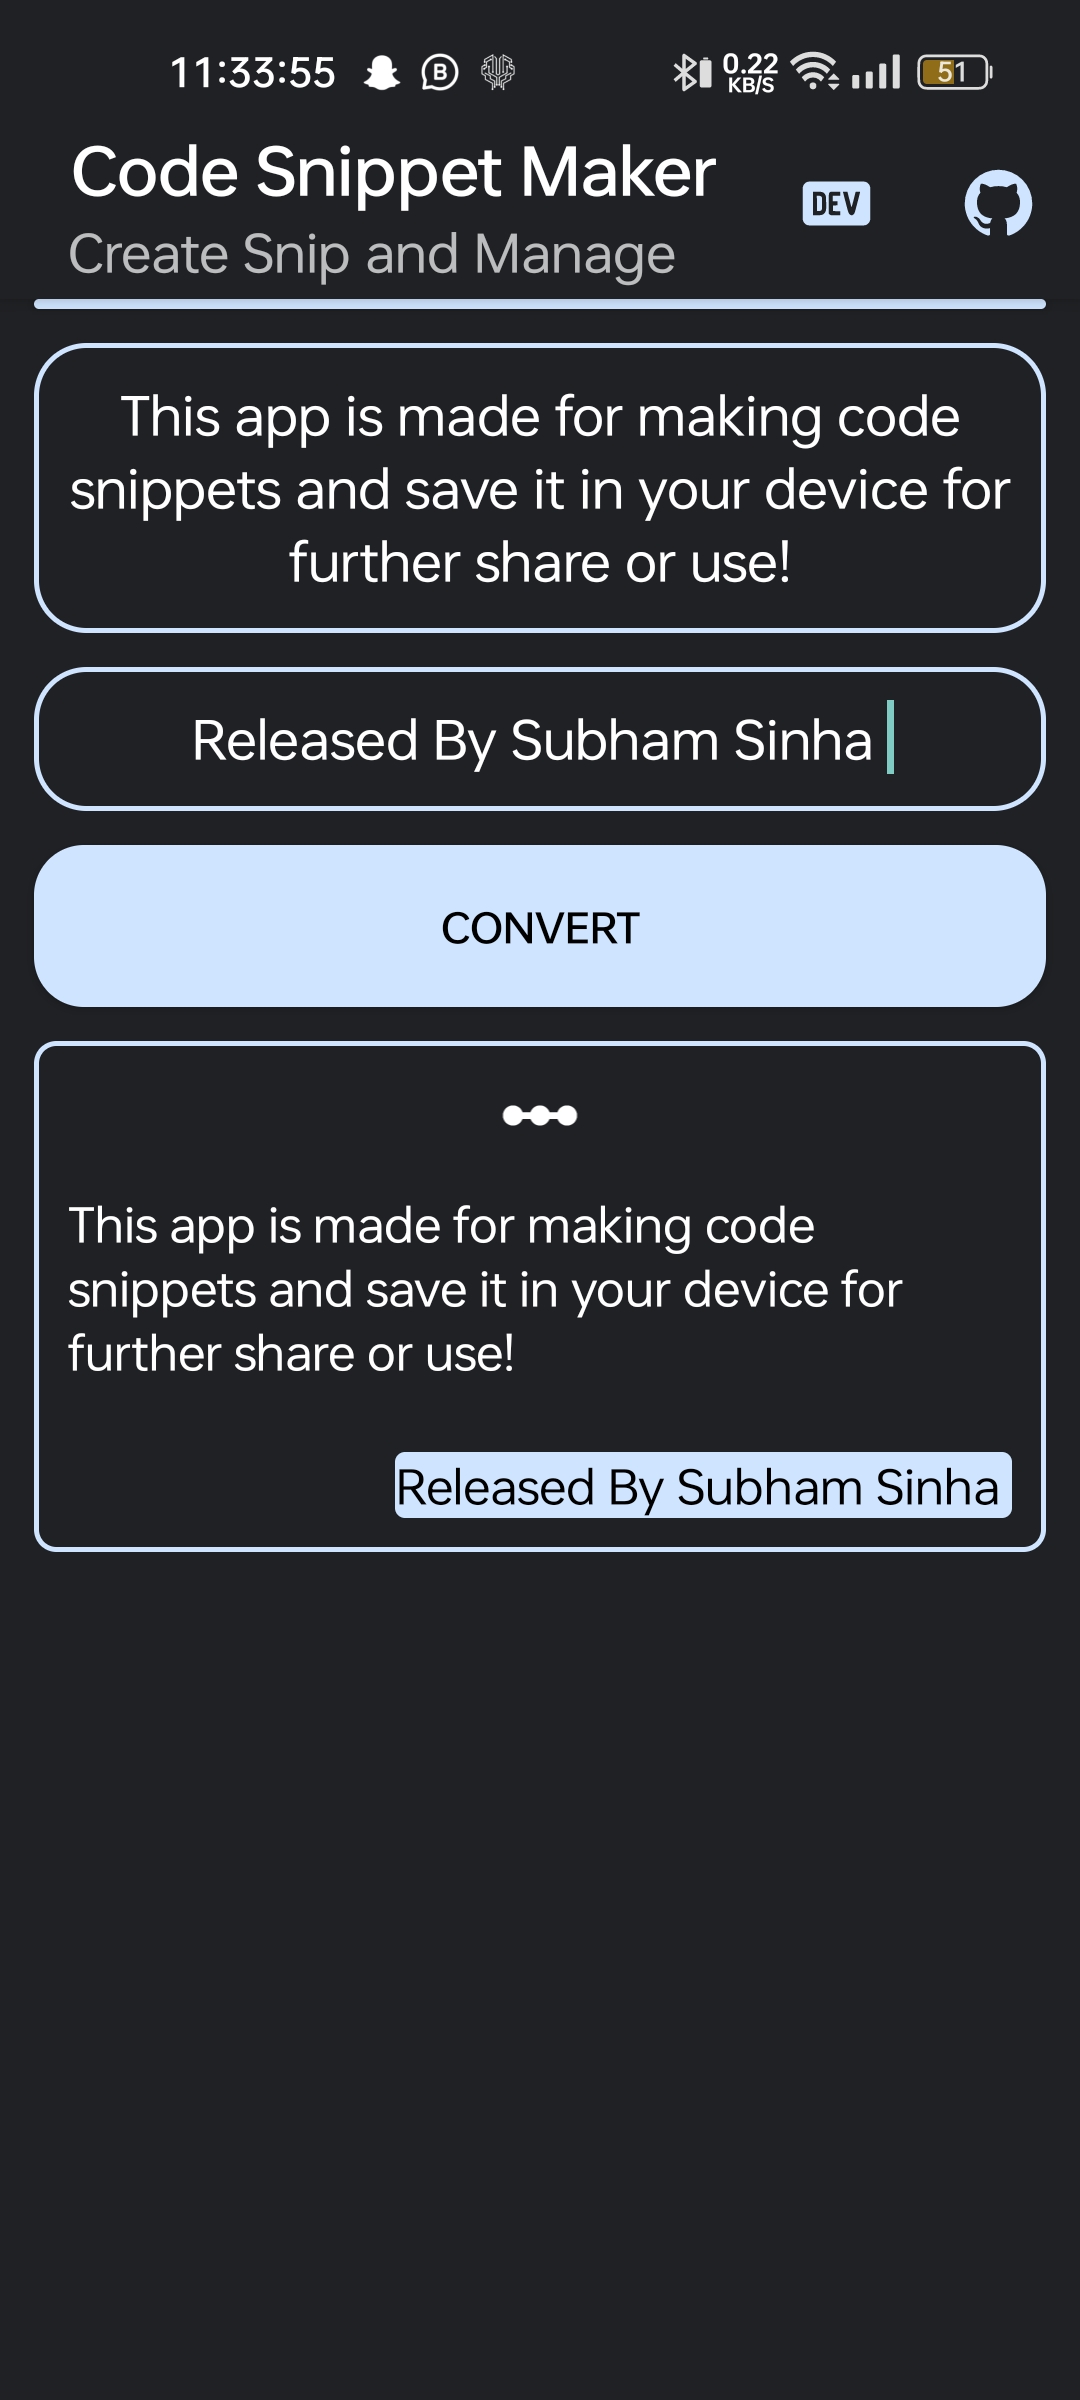 11:33:55 B 0.22 KB/S 51
Code Snippet Maker
DEV
Create Snip and Manage
This app is made for making code
snippets and save it in your device for
further share or use!
Released By Subham Sinha
CONVERT
This app is made for making code
snippets and save it in your device for
further share or use!
Released By Subham Sinha